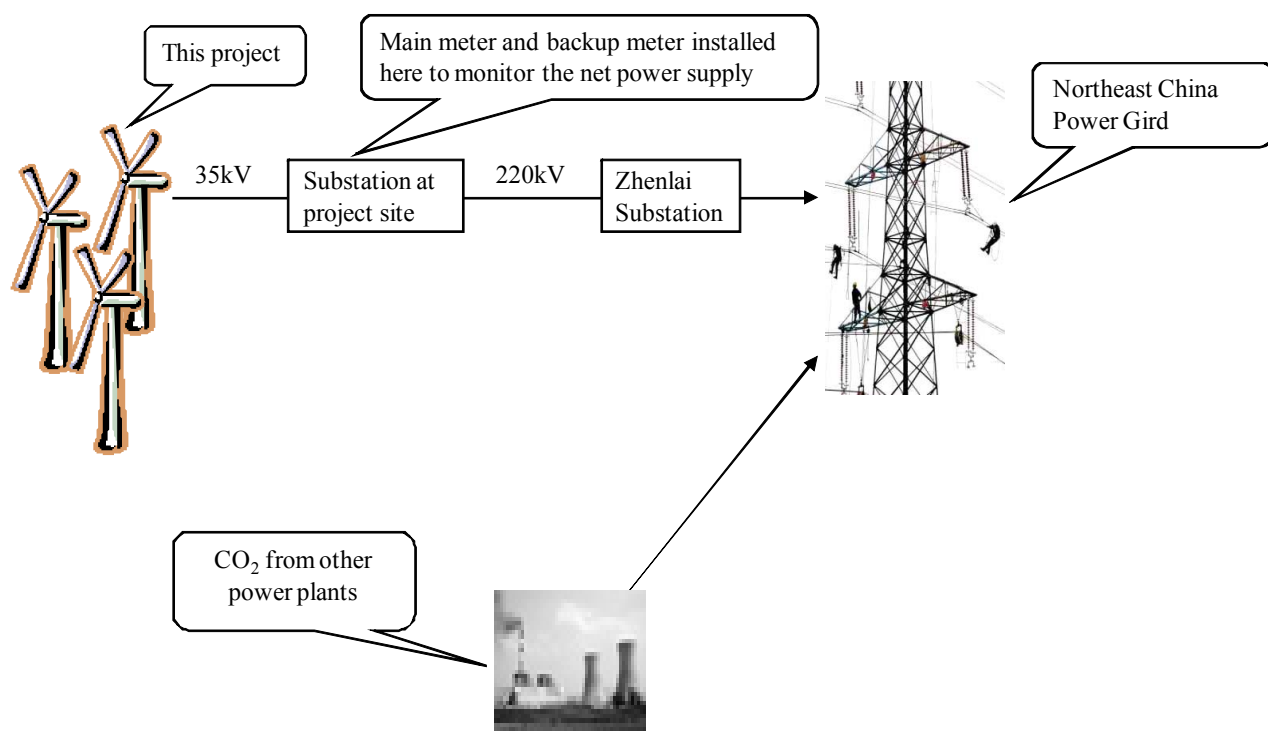 This project
Main meter and backup meter installed
here to monitor the net power supply
Northeast China
Power Gird
35kV
Substation at
project site
220kV
Zhenlai
Substation
CO₂ from other
power plants